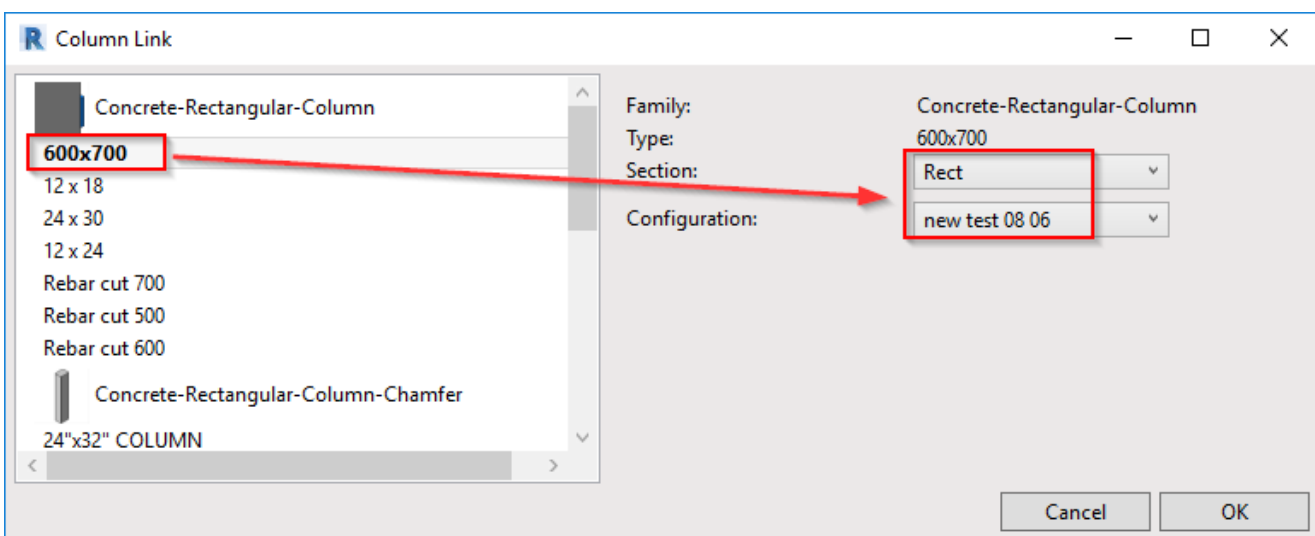 Column Link
Concrete-Rectangular-Column
600x700
12 x 18
24 x 30
12 x 24
Rebar cut 700
Rebar cut 500
Rebar cut 600
Concrete-Rectangular-Column-Chamfer
24"x32" COLUMN
Family: Concrete-Rectangular-Column
Type: 600x700
Section: Rect
Configuration: new test 08 06
Cancel OK